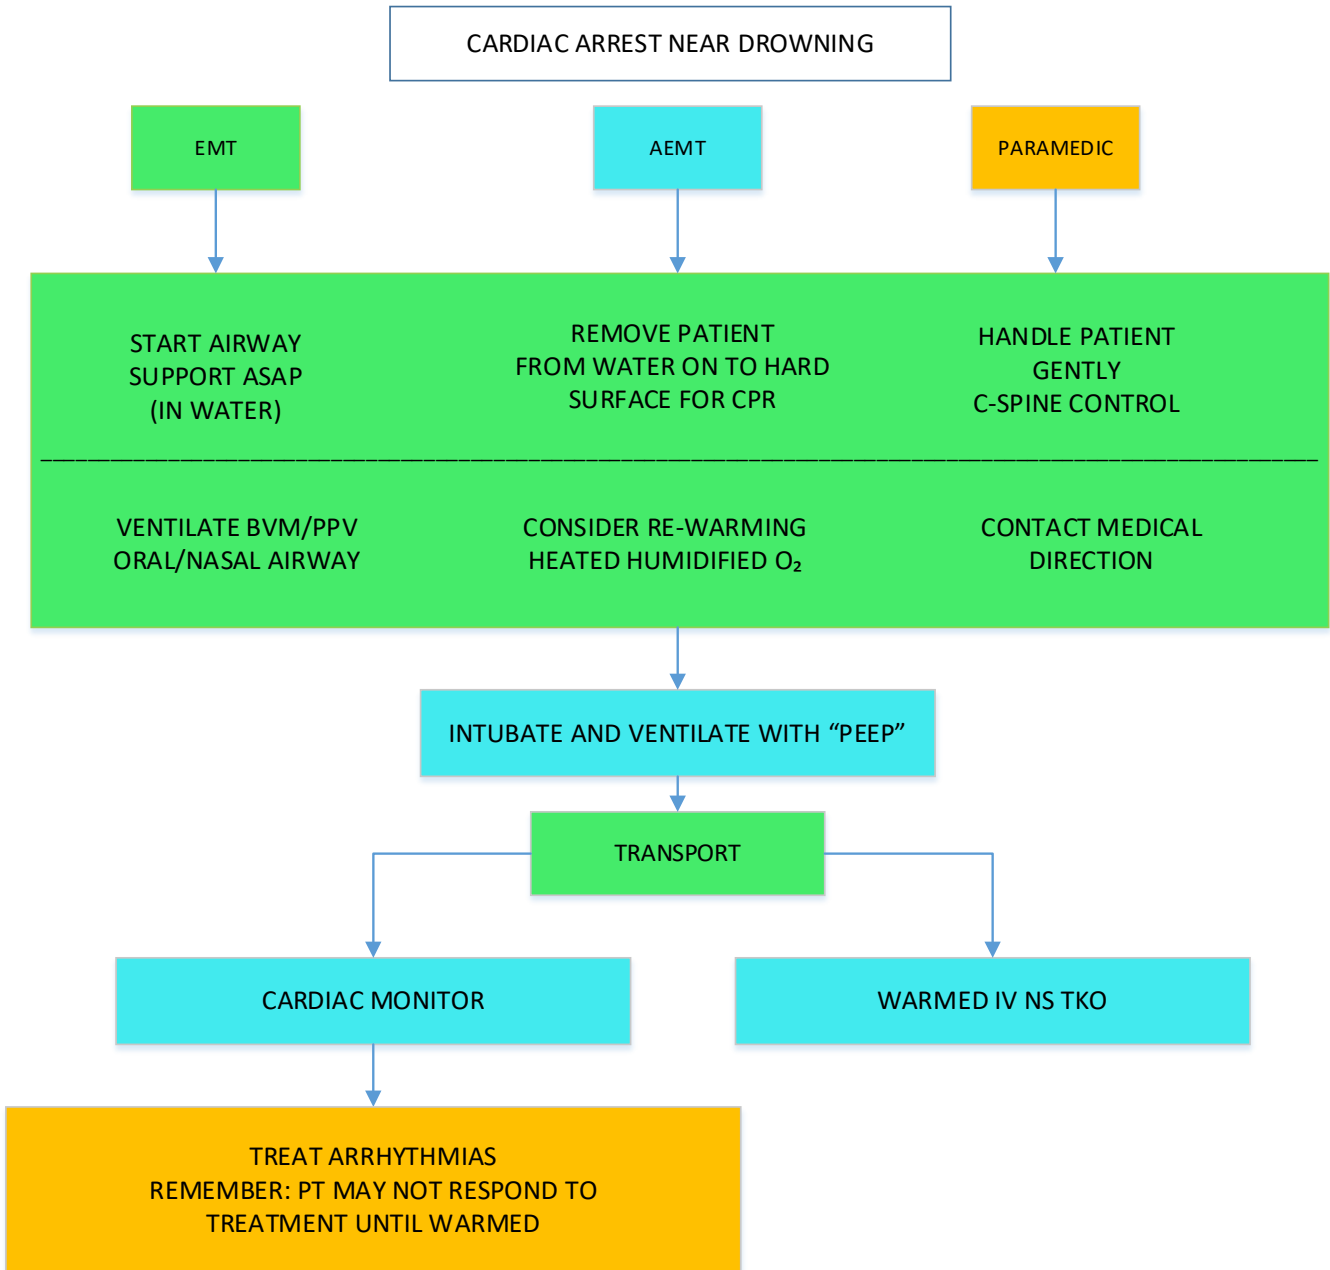 CARDIAC ARREST NEAR DROWNING
EMT
AEMT
PARAMEDIC
START AIRWAY
SUPPORT ASAP
(IN WATER)
REMOVE PATIENT
FROM WATER ON TO HARD
SURFACE FOR CPR
HANDLE PATIENT
GENTLY
C-SPINE CONTROL
VENTILATE BVM/PPV
ORAL/NASAL AIRWAY
CONSIDER RE-WARMING
HEATED HUMIDIFIED O₂
CONTACT MEDICAL
DIRECTION
INTUBATE AND VENTILATE WITH “PEEP”
TRANSPORT
CARDIAC MONITOR
WARMED IV NS TKO
TREAT ARRHYTHMIAS
REMEMBER: PT MAY NOT RESPOND TO
TREATMENT UNTIL WARMED